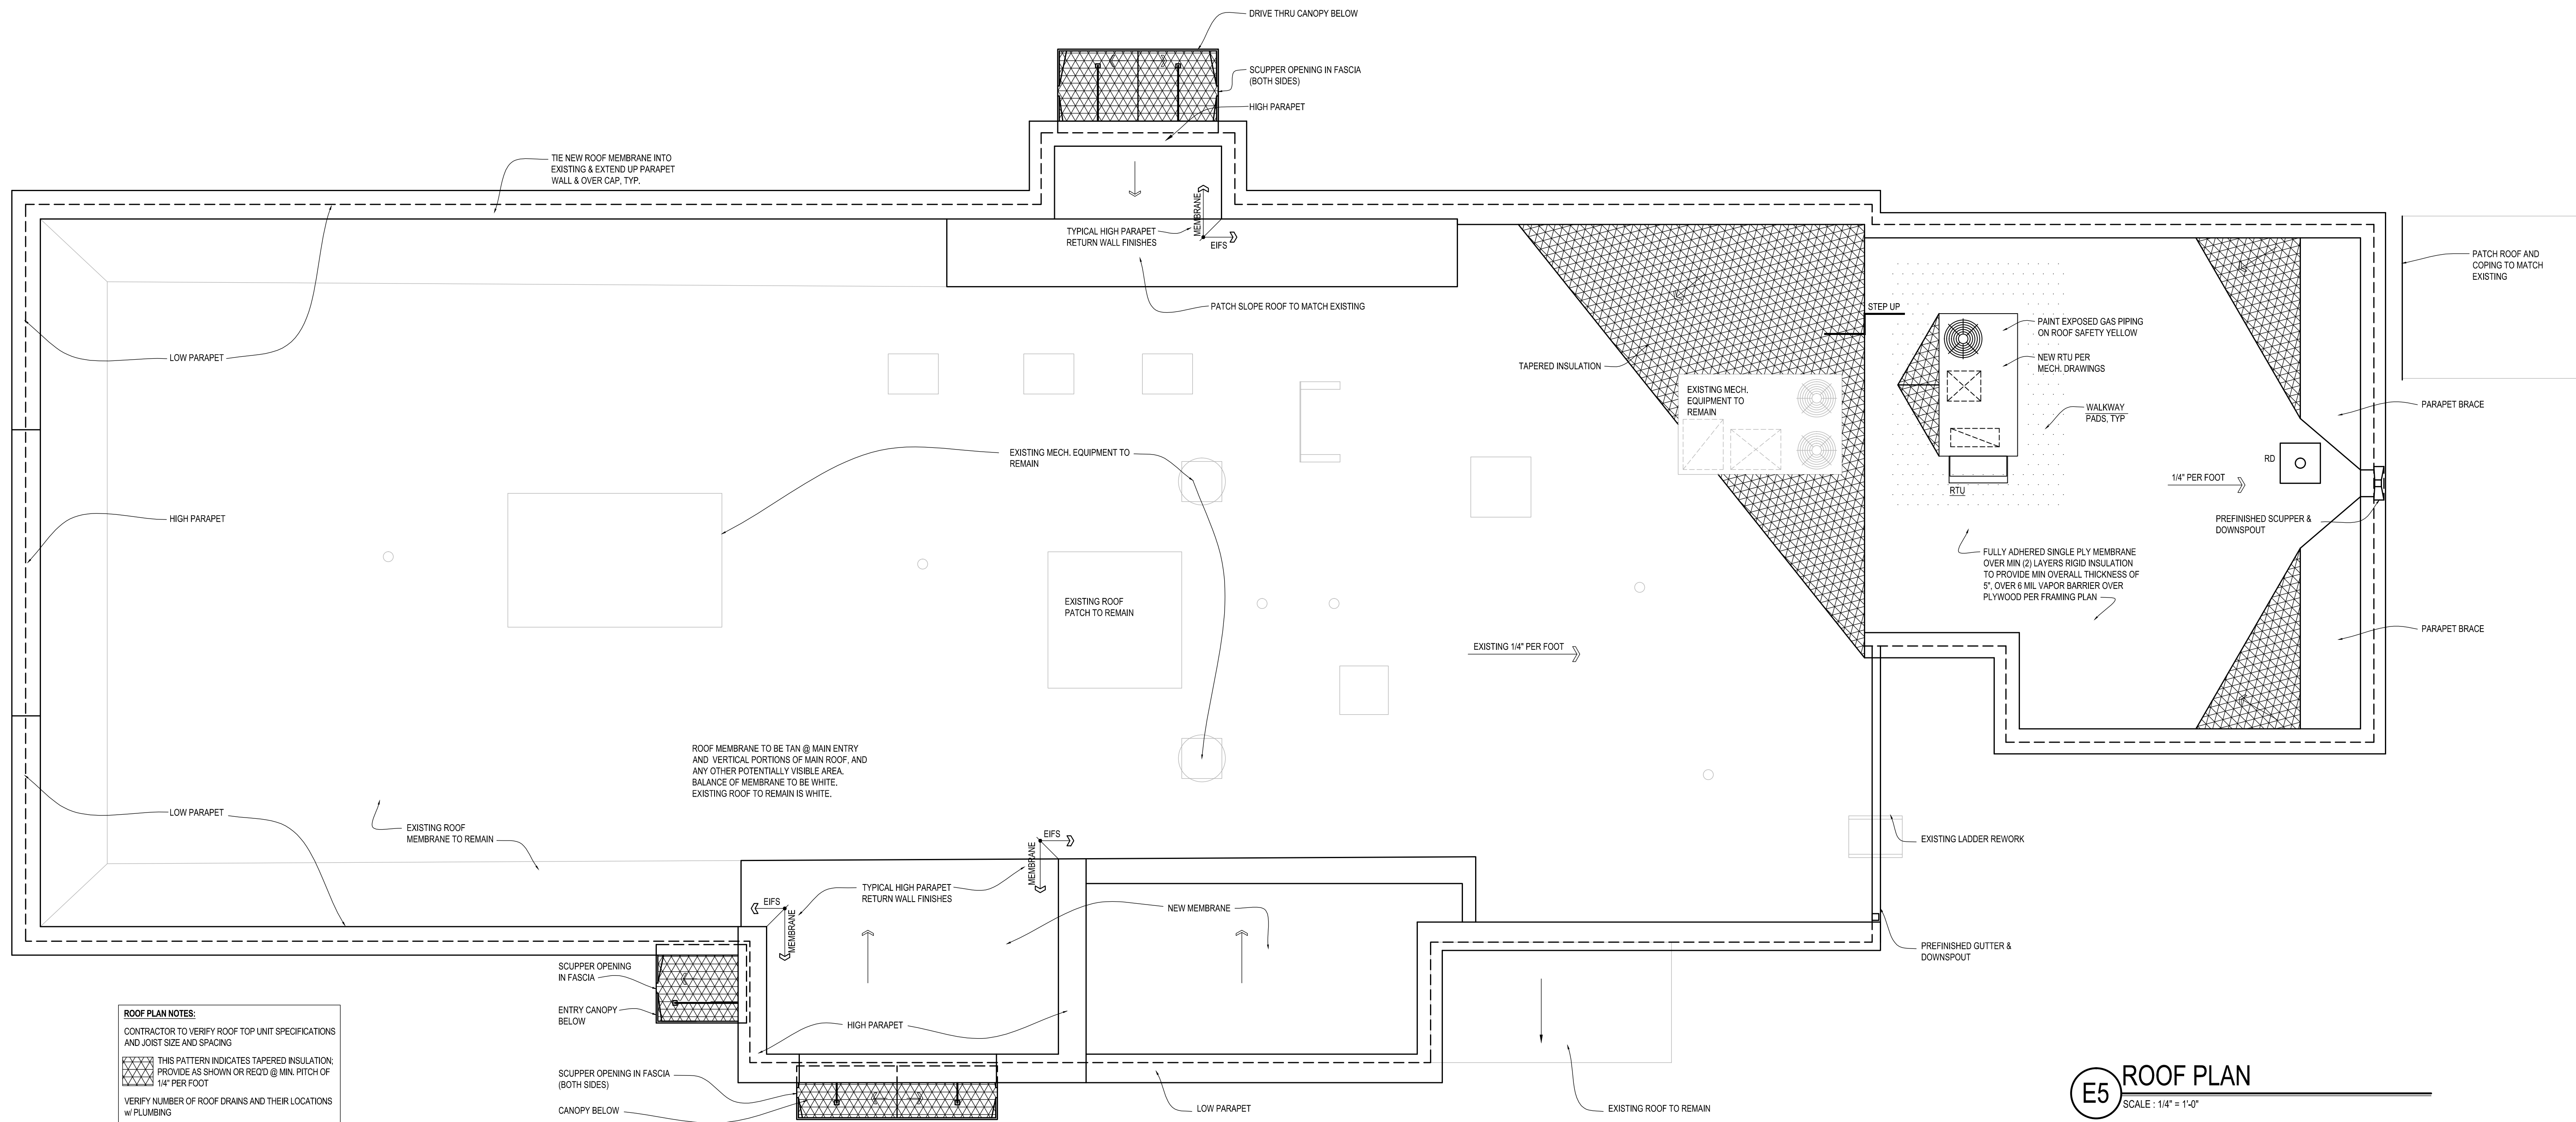 DRIVE THRU CANOPY BELOW
SCUPPER OPENING IN FASCIA
(BOTH SIDES)
HIGH PARAPET
TIE NEW ROOF MEMBRANE INTO
EXISTING & EXTEND UP PARAPET
WALL & OVER CAP, TYP.
MEMBRANE
TYPICAL HIGH PARAPET
RETURN WALL FINISHES
EIFS
PATCH ROOF AND
COPING TO MATCH
EXISTING
PATCH SLOPE ROOF TO MATCH EXISTING
STEP UP
PAINT EXPOSED GAS PIPING
ON ROOF SAFETY YELLOW
LOW PARAPET
NEW RTU PER
MECH. DRAWINGS
TAPERED INSULATION
EXISTING MECH.
EQUIPMENT TO
REMAIN
WALKWAY
PADS, TYP
PARAPET BRACE
EXISTING MECH. EQUIPMENT TO
REMAIN
RD
1/4" PER FOOT
RTU
HIGH PARAPET
PREFINISHED SCUPPER &
DOWNSPOUT
FULLY ADHERED SINGLE PLY MEMBRANE
OVER MIN (2) LAYERS RIGID INSULATION
TO PROVIDE MIN OVERALL THICKNESS OF
5", OVER 6 MIL VAPOR BARRIER OVER
PLYWOOD PER FRAMING PLAN
EXISTING ROOF
PATCH TO REMAIN
PARAPET BRACE
EXISTING 1/4" PER FOOT
ROOF MEMBRANE TO BE TAN @ MAIN ENTRY
AND VERTICAL PORTIONS OF MAIN ROOF, AND
ANY OTHER POTENTIALLY VISIBLE AREA.
BALANCE OF MEMBRANE TO BE WHITE.
EXISTING ROOF TO REMAIN IS WHITE.
LOW PARAPET
EXISTING ROOF
MEMBRANE TO REMAIN
EIFS
MEMBRANE
EXISTING LADDER REWORK
TYPICAL HIGH PARAPET
RETURN WALL FINISHES
EIFS
MEMBRANE
NEW MEMBRANE
PREFINISHED GUTTER &
DOWNSPOUT
SCUPPER OPENING
IN FASCIA
ENTRY CANOPY
BELOW
HIGH PARAPET
ROOF PLAN NOTES:
CONTRACTOR TO VERIFY ROOF TOP UNIT SPECIFICATIONS
AND JOIST SIZE AND SPACING
THIS PATTERN INDICATES TAPERED INSULATION;
PROVIDE AS SHOWN OR REQ'D @ MIN. PITCH OF
1/4" PER FOOT
VERIFY NUMBER OF ROOF DRAINS AND THEIR LOCATIONS
w/ PLUMBING
SCUPPER OPENING IN FASCIA
(BOTH SIDES)
CANOPY BELOW
LOW PARAPET
EXISTING ROOF TO REMAIN
E5
ROOF PLAN
SCALE : 1/4" = 1'-0"